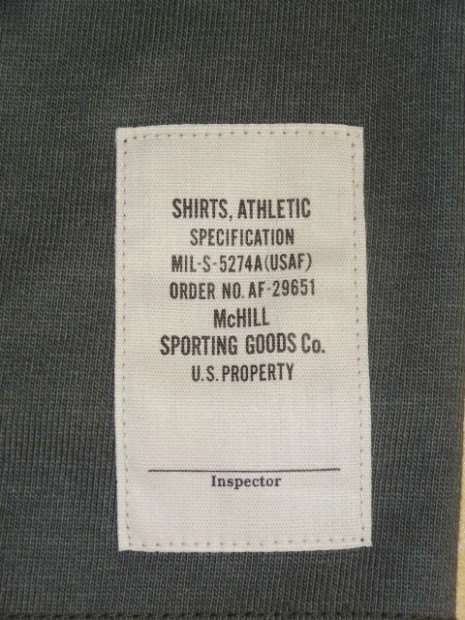 SHIRTS, ATHLETIC
SPECIFICATION
MIL-S-5274A(USAF)
ORDER NO. AF-29651
McHILL
SPORTING GOODS Co.
U.S. PROPERTY
Inspector